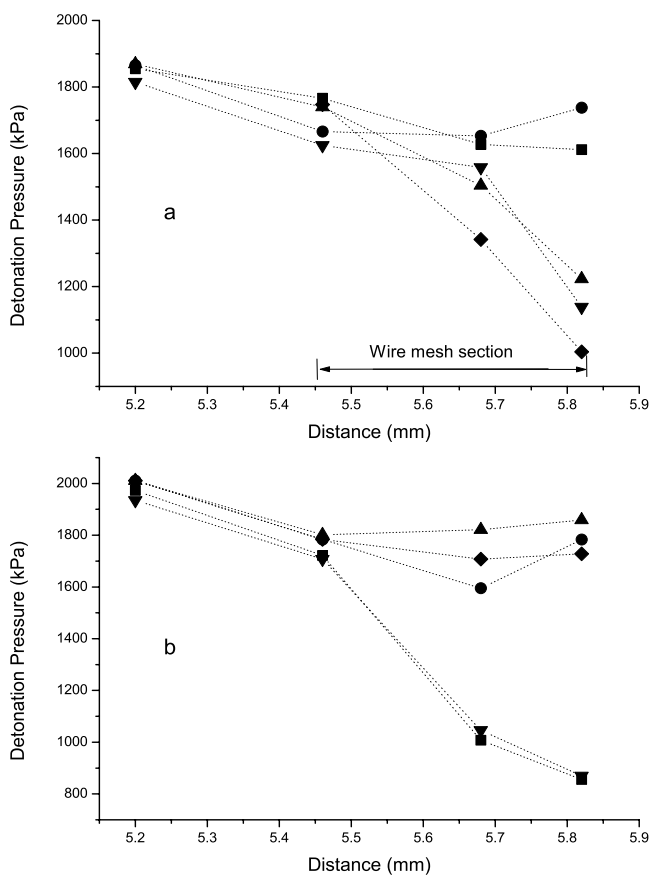 2000
1800
1600
1400
1200
1000
Detonation Pressure (kPa)
a
Wire mesh section
5.2 5.3 5.4 5.5 5.6 5.7 5.8 5.9
Distance (mm)
2000
1800
1600
1400
1200
1000
800
Detonation Pressure (kPa)
b
5.2 5.3 5.4 5.5 5.6 5.7 5.8 5.9
Distance (mm)